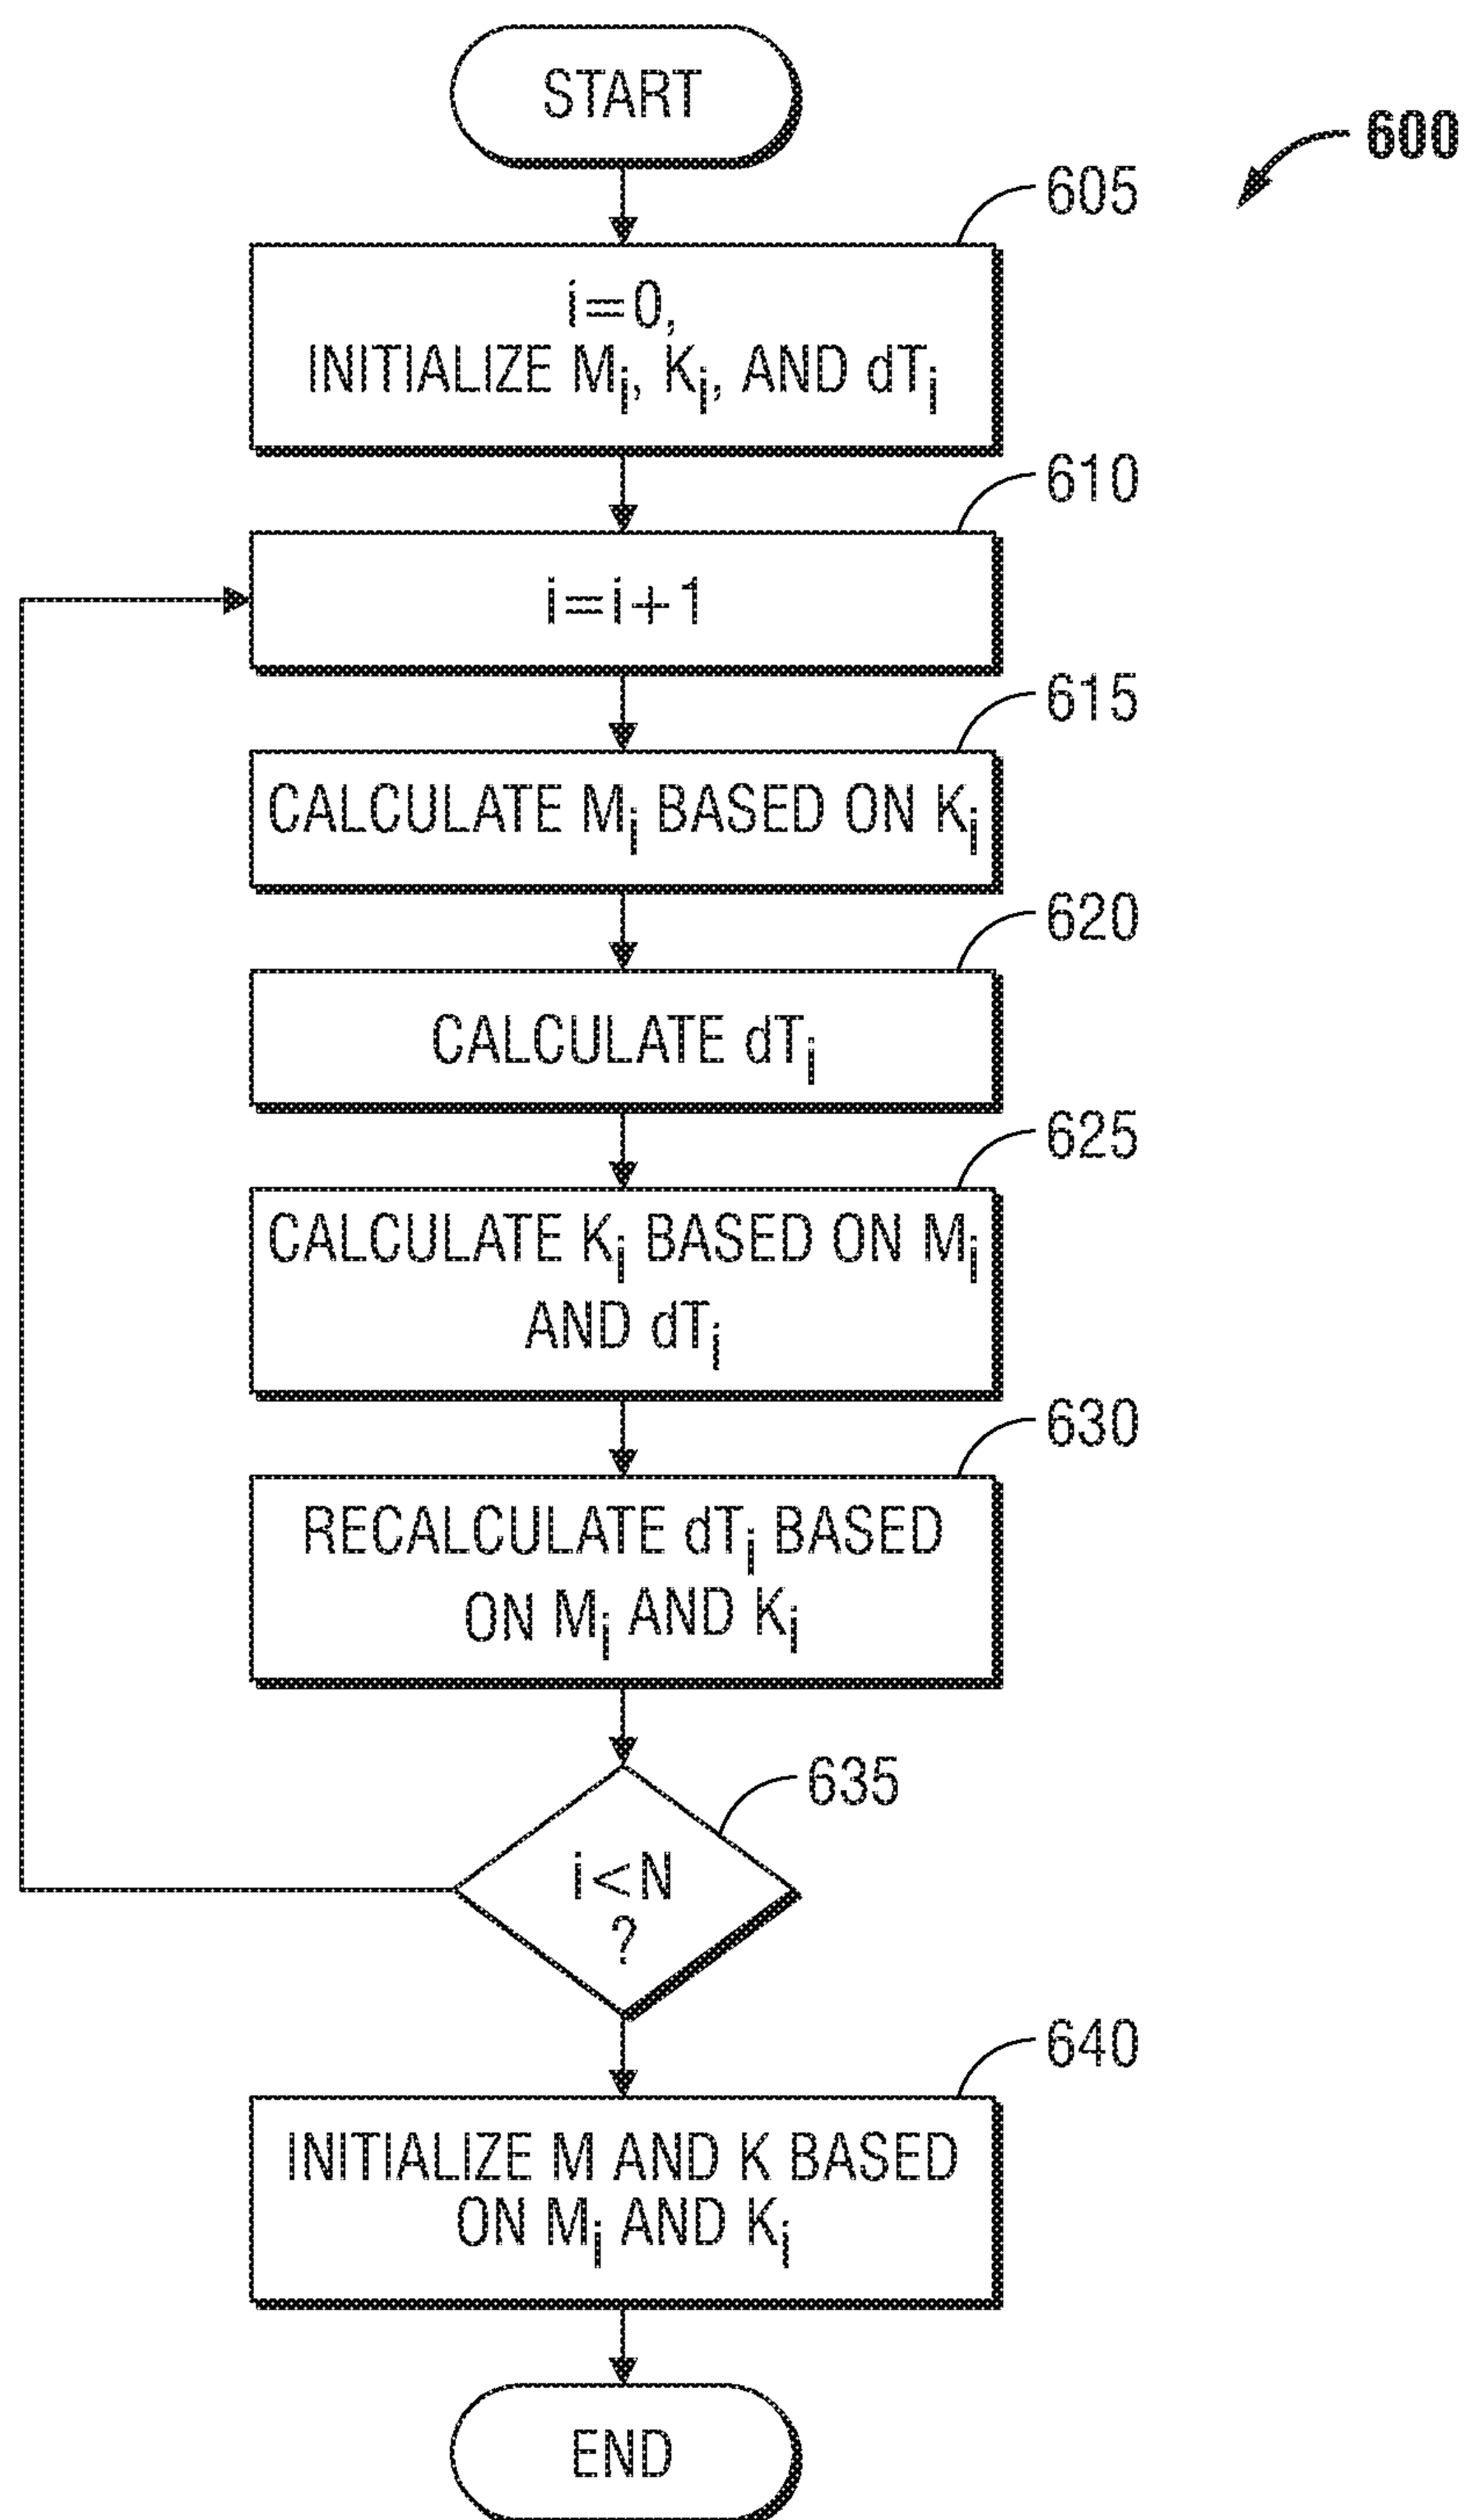 START
600
605
i=0,
INITIALIZE Mi, Ki, AND dTi
610
i=i+1
615
CALCULATE Mi BASED ON Ki
620
CALCULATE dTi
625
CALCULATE Ki BASED ON Mi
AND dTi
630
RECALCULATE dTi BASED
ON Mi AND Ki
635
i<N
?
640
INITIALIZE M AND K BASED
ON Mi AND Ki
END